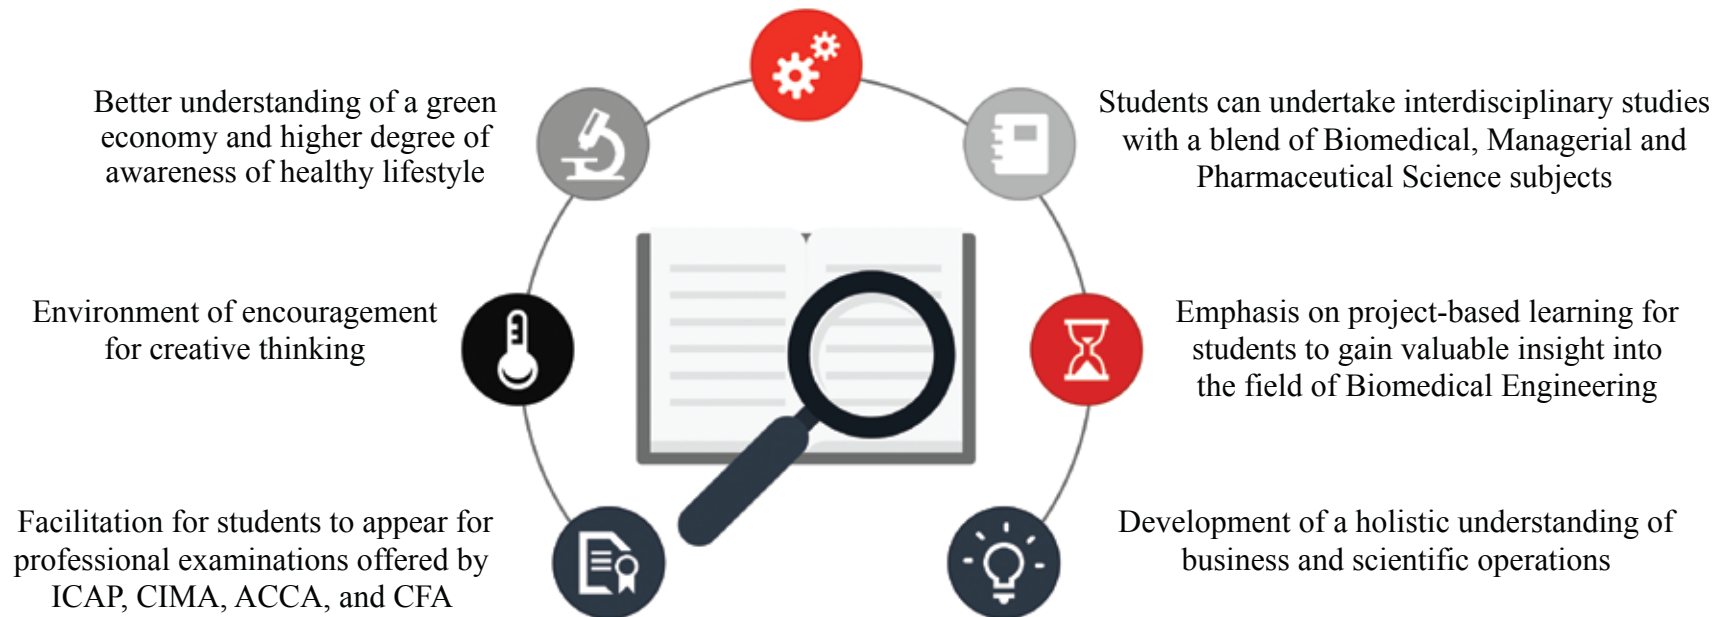 Better understanding of a green
economy and higher degree of
awareness of healthy lifestyle
Students can undertake interdisciplinary studies
with a blend of Biomedical, Managerial and
Pharmaceutical Science subjects
Environment of encouragement
for creative thinking
Emphasis on project-based learning for
students to gain valuable insight into
the field of Biomedical Engineering
Facilitation for students to appear for
professional examinations offered by
ICAP, CIMA, ACCA, and CFA
Development of a holistic understanding of
business and scientific operations